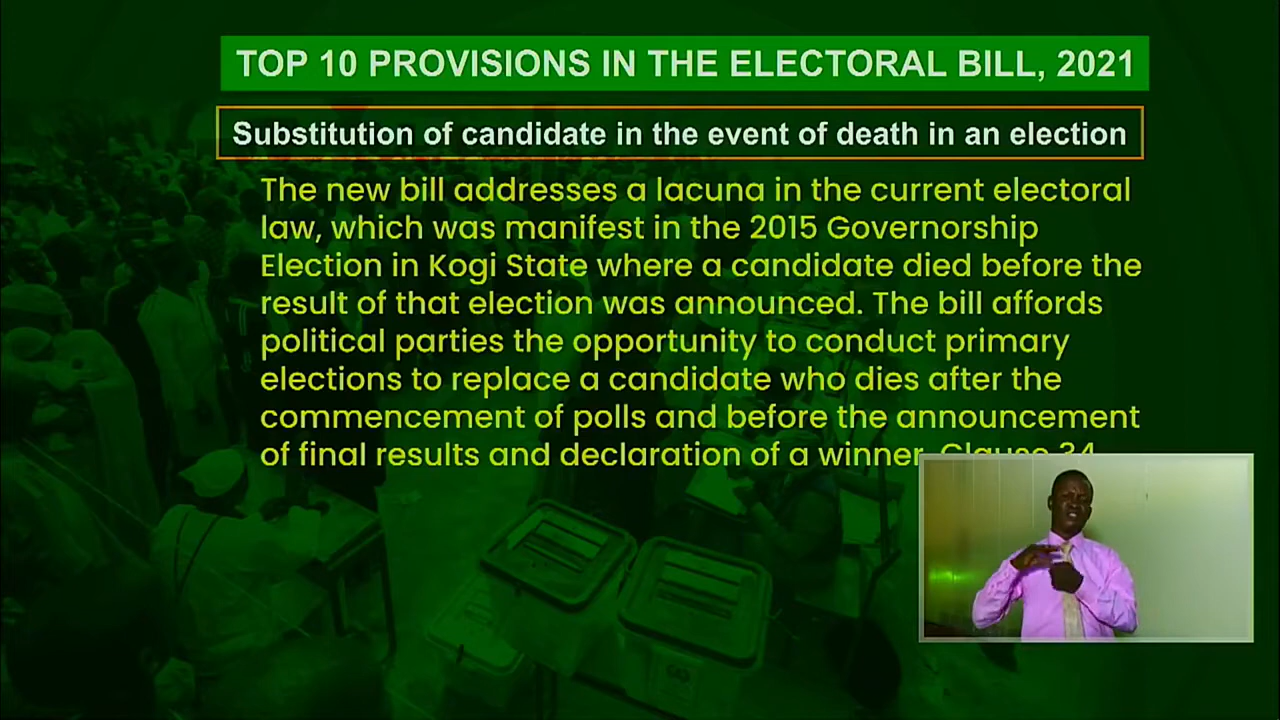 TOP 10 PROVISIONS IN THE ELECTORAL BILL, 2021
Substitution of candidate in the event of death in an election
The new bill addresses a lacuna in the current electoral
law, which was manifest in the 2015 Governorship
Election in Kogi State where a candidate died before the
result of that election was announced. The bill affords
political parties the opportunity to conduct primary
elections to replace a candidate who dies after the
commencement of polls and before the announcement
of final results and declaration of a winner. Clause 34